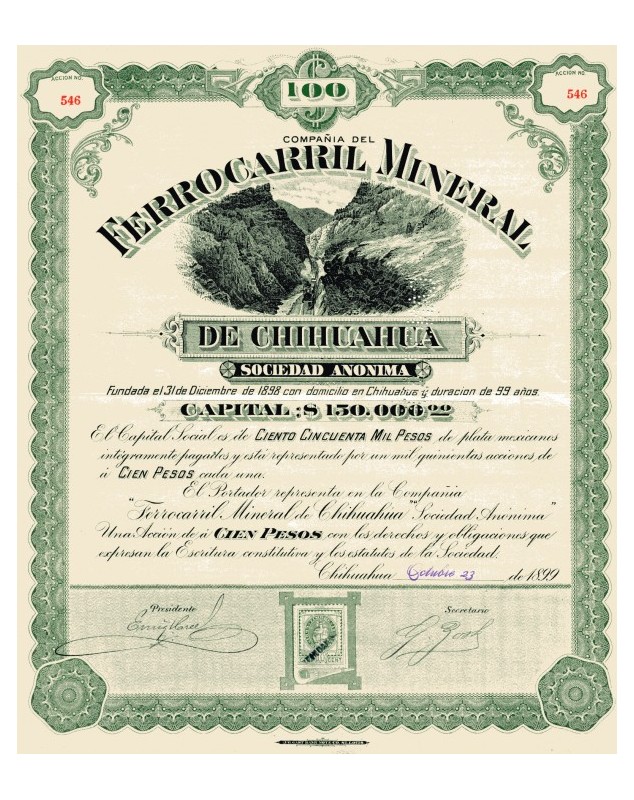 ACCION NO.
546
100
ACCION NO.
546
COMPAÑIA DEL
FERROCARRIL MINERAL
DE CHIHUAHUA
SOCIEDAD ANONIMA
Fundada el 31 de Diciembre de 1898 con domicilio en Chihuahua y duracion de 99 años.
CAPITAL: $ 150.000 00
El Capital Social es de CIENTO CINCUENTA MIL PESOS de plata mexicanos
integramente pagables y está representado por un mil quinientas acciones de
á CIEN PESOS cada una.
El Portador representa en la Compañia
"Ferrocarril Mineral de Chihuahua" "Sociedad Anónima"
Una Acción de á CIEN PESOS con los derechos y obligaciones que
expresan la Escritura constitutiva y los estatutos de la Sociedad.
Chihuahua Octubre 23 de 1899
Presidente
Secretario